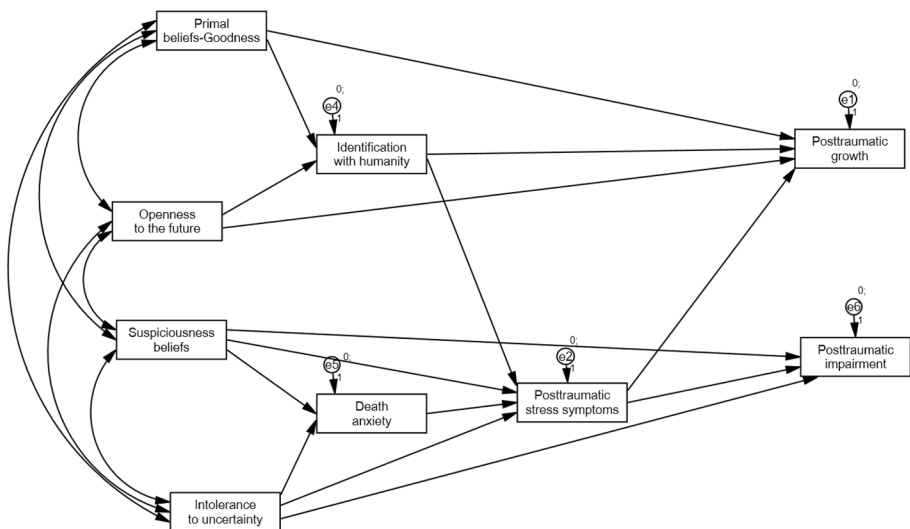 Primal
beliefs-Goodness
0;
e4
1
Identification
with humanity
0;
e1
1
Posttraumatic
growth
Openness
to the future
Suspiciousness
beliefs
0;
e5
1
Death
anxiety
0;
e2
1
Posttraumatic
stress symptoms
0;
e6
1
Posttraumatic
impairment
Intolerance
to uncertainty